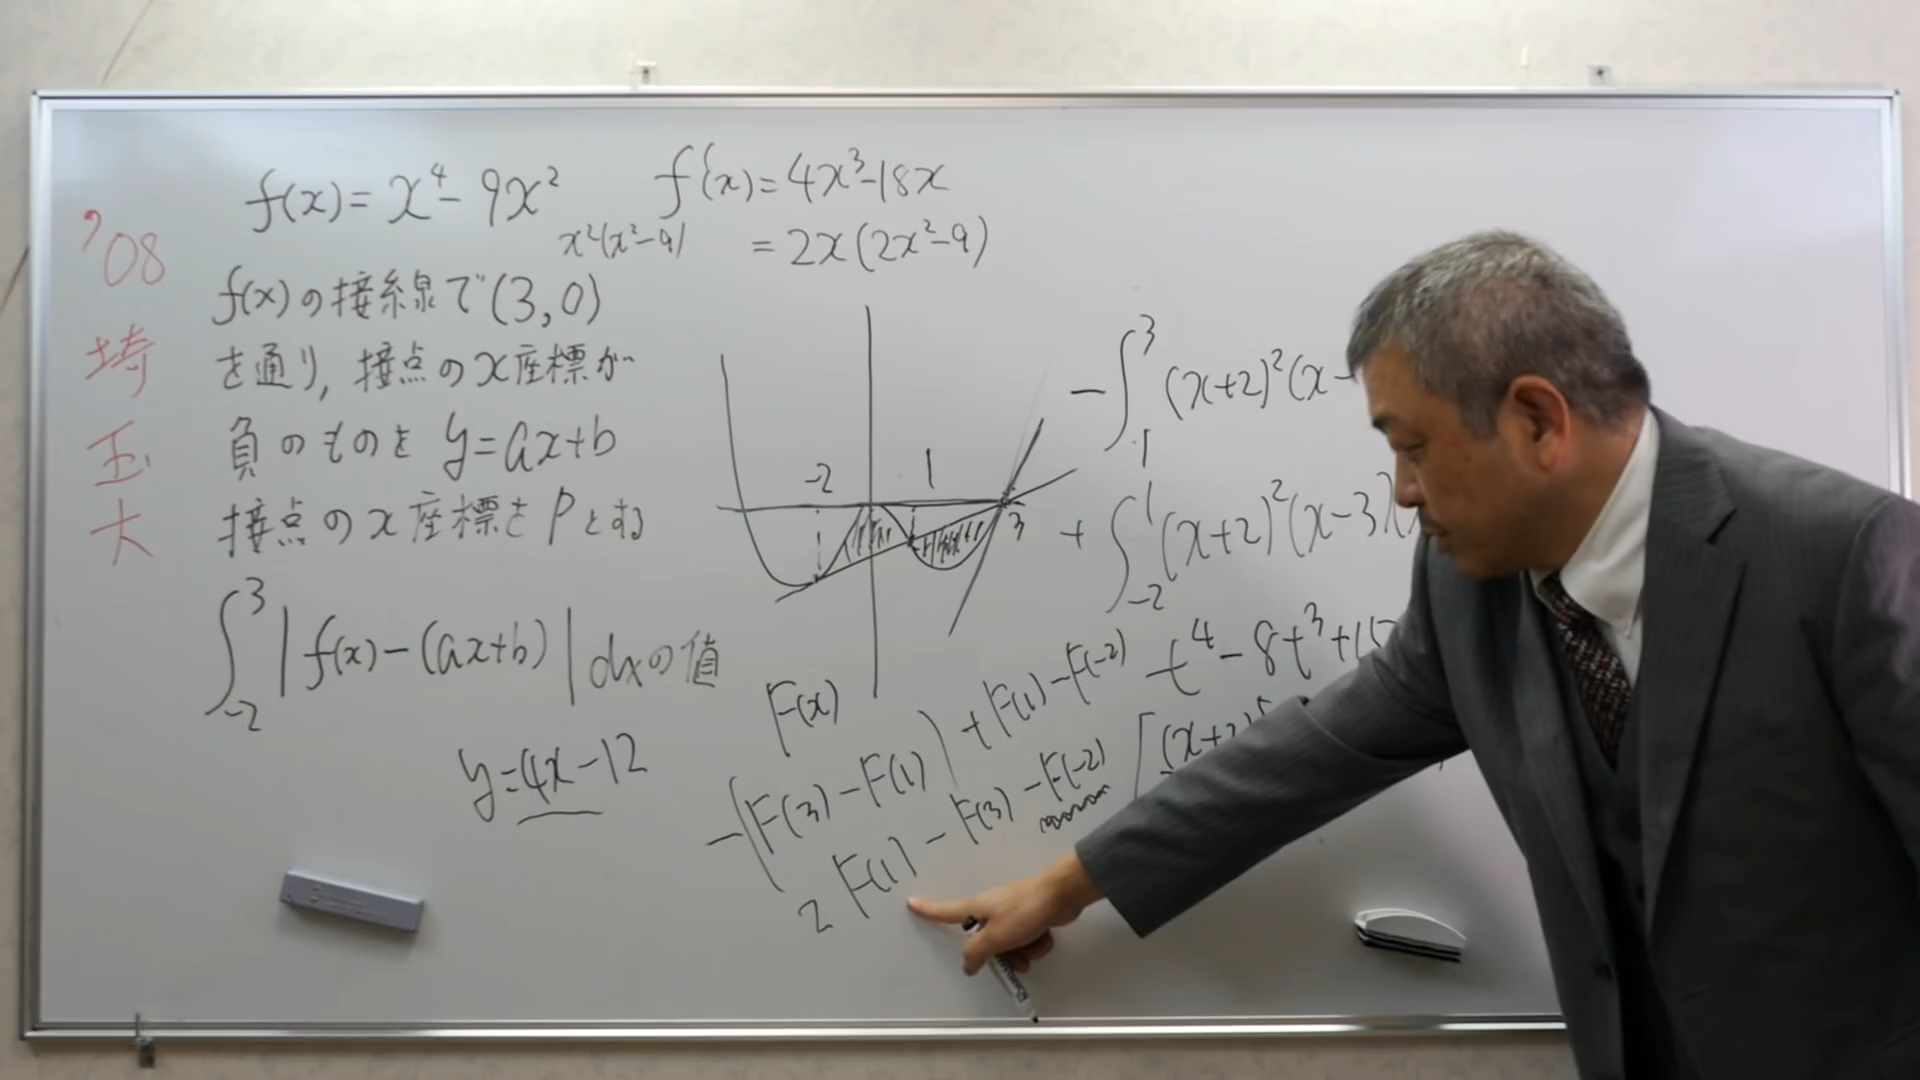 '08
埼
玉
大
f(x)=x⁴-9x²
x²(x²-9)
f'(x)=4x³-18x
=2x(2x²-9)
f(x)の接線で(3,0)
を通り,接点のx座標が
負のものを y=ax+b
接点のx座標をPとする
∫₋₂³|f(x)-(ax+b)|dxの値
y=4x-12
-2
1
3
-∫₁³(x+2)²(x-
+∫₋₂¹(x+2)²(x-3)(
t⁴-8t³+15
F(x)
-(F(3)-F(1))+F(1)-F(-2)
2F(1)-F(3)-F(-2)